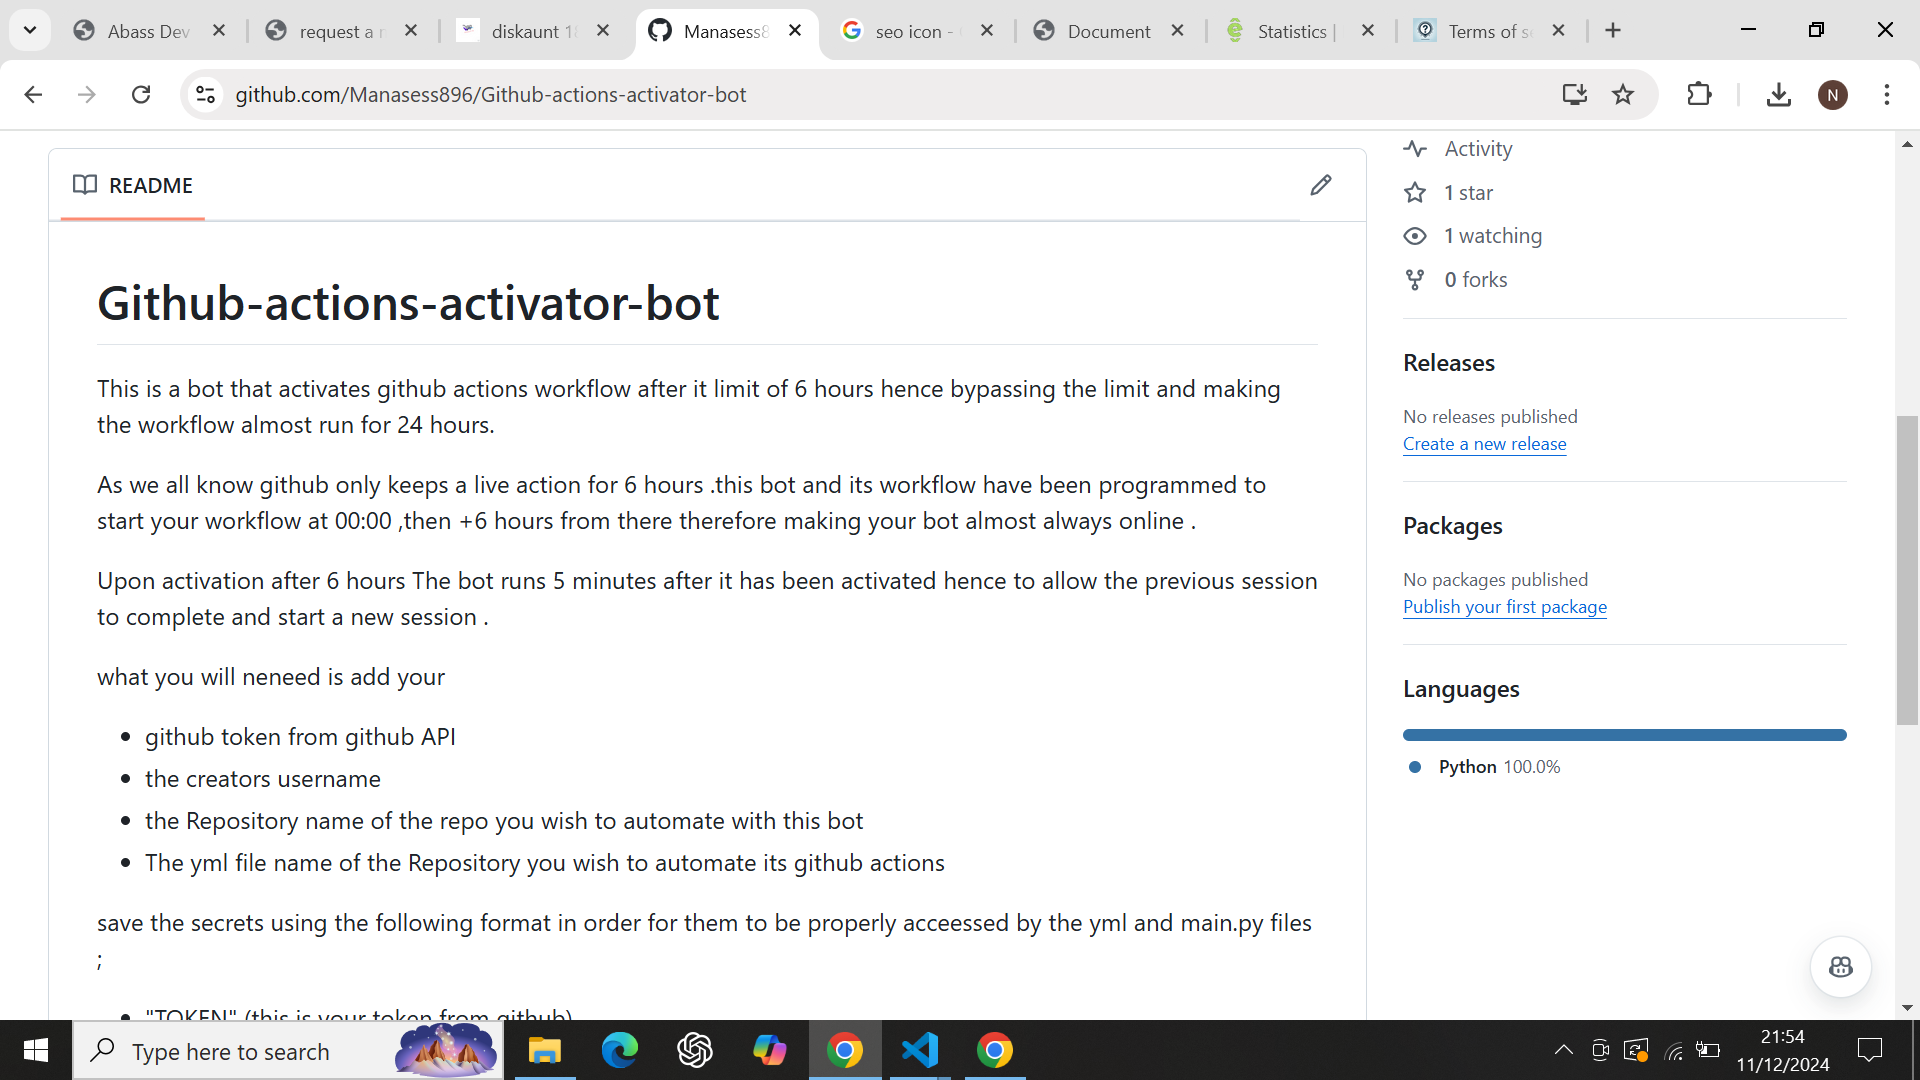 Abass Dev
request a r
diskaunt 18
Manasess8
seo icon -
Document
Statistics |
Terms of se
github.com/Manasess896/Github-actions-activator-bot
N
README
Github-actions-activator-bot
This is a bot that activates github actions workflow after it limit of 6 hours hence bypassing the limit and making
the workflow almost run for 24 hours.
As we all know github only keeps a live action for 6 hours .this bot and its workflow have been programmed to
start your workflow at 00:00 ,then +6 hours from there therefore making your bot almost always online .
Upon activation after 6 hours The bot runs 5 minutes after it has been activated hence to allow the previous session
to complete and start a new session .
what you will neneed is add your
• github token from github API
• the creators username
• the Repository name of the repo you wish to automate with this bot
• The yml file name of the Repository you wish to automate its github actions
save the secrets using the following format in order for them to be properly acceessed by the yml and main.py files
;
• "TOKEN" (this is your token from github)
Activity
1 star
1 watching
0 forks
Releases
No releases published
Create a new release
Packages
No packages published
Publish your first package
Languages
Python 100.0%
Type here to search
21:54
11/12/2024